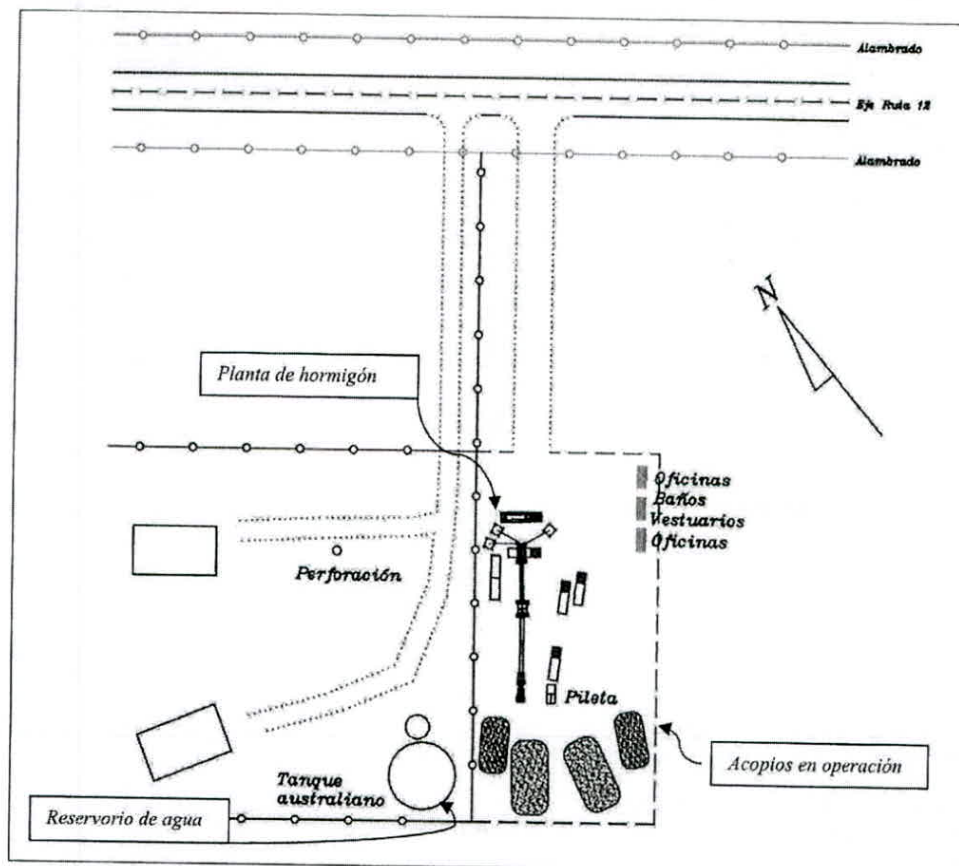 Alambrado
Eje Ruta 12
Alambrado
N
Planta de hormigón
Oficinas
Baños
Vestuarios
Oficinas
Perforación
Pileta
Acopios en operación
Tanque
australiano
Reservorio de agua